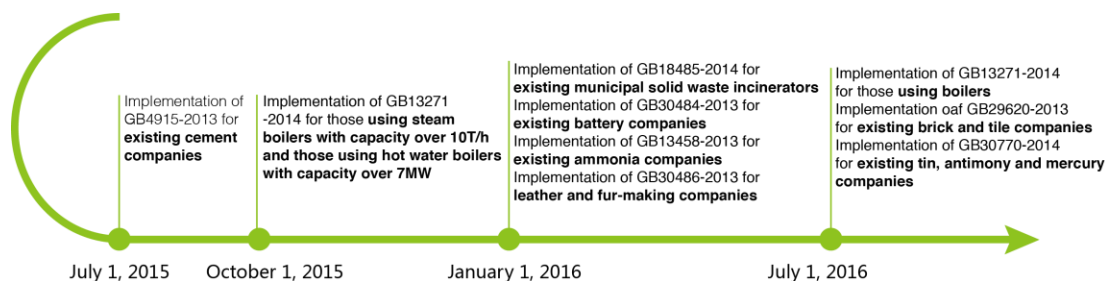 Implementation of
GB4915-2013 for
existing cement
companies
Implementation of GB13271
-2014 for those using steam
boilers with capacity over 10T/h
and those using hot water boilers
with capacity over 7MW
Implementation of GB18485-2014 for
existing municipal solid waste incinerators
Implementation of GB30484-2013 for
existing battery companies
Implementation of GB13458-2013 for
existing ammonia companies
Implementation of GB30486-2013 for
leather and fur-making companies
Implementation of GB13271-2014
for those using boilers
Implementation oaf GB29620-2013
for existing brick and tile companies
Implementation of GB30770-2014
for existing tin, antimony and mercury
companies
July 1, 2015
October 1, 2015
January 1, 2016
July 1, 2016